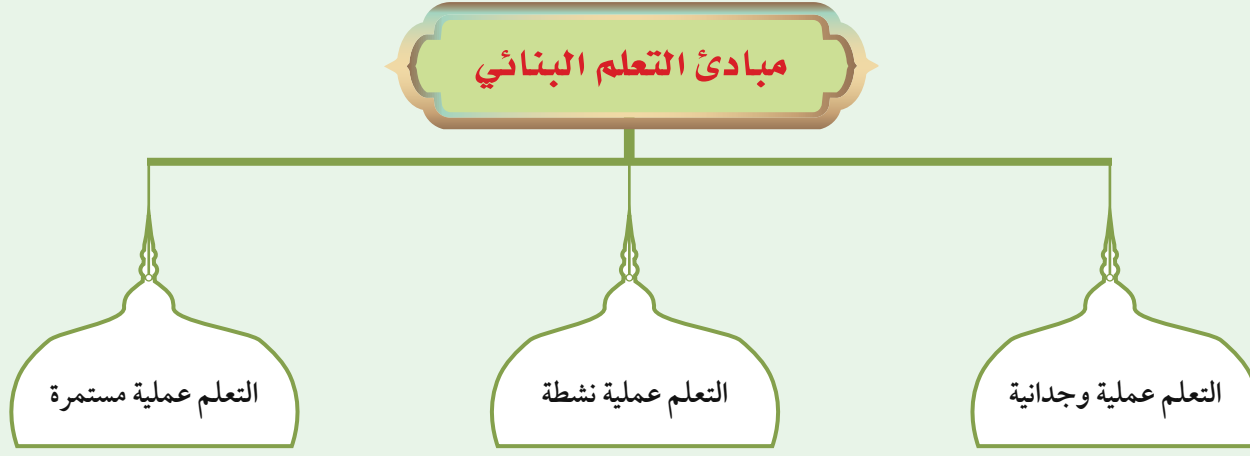 مبادئ التعلم البنائي
التعلم عملية وجدانية
التعلم عملية نشطة
التعلم عملية مستمرة